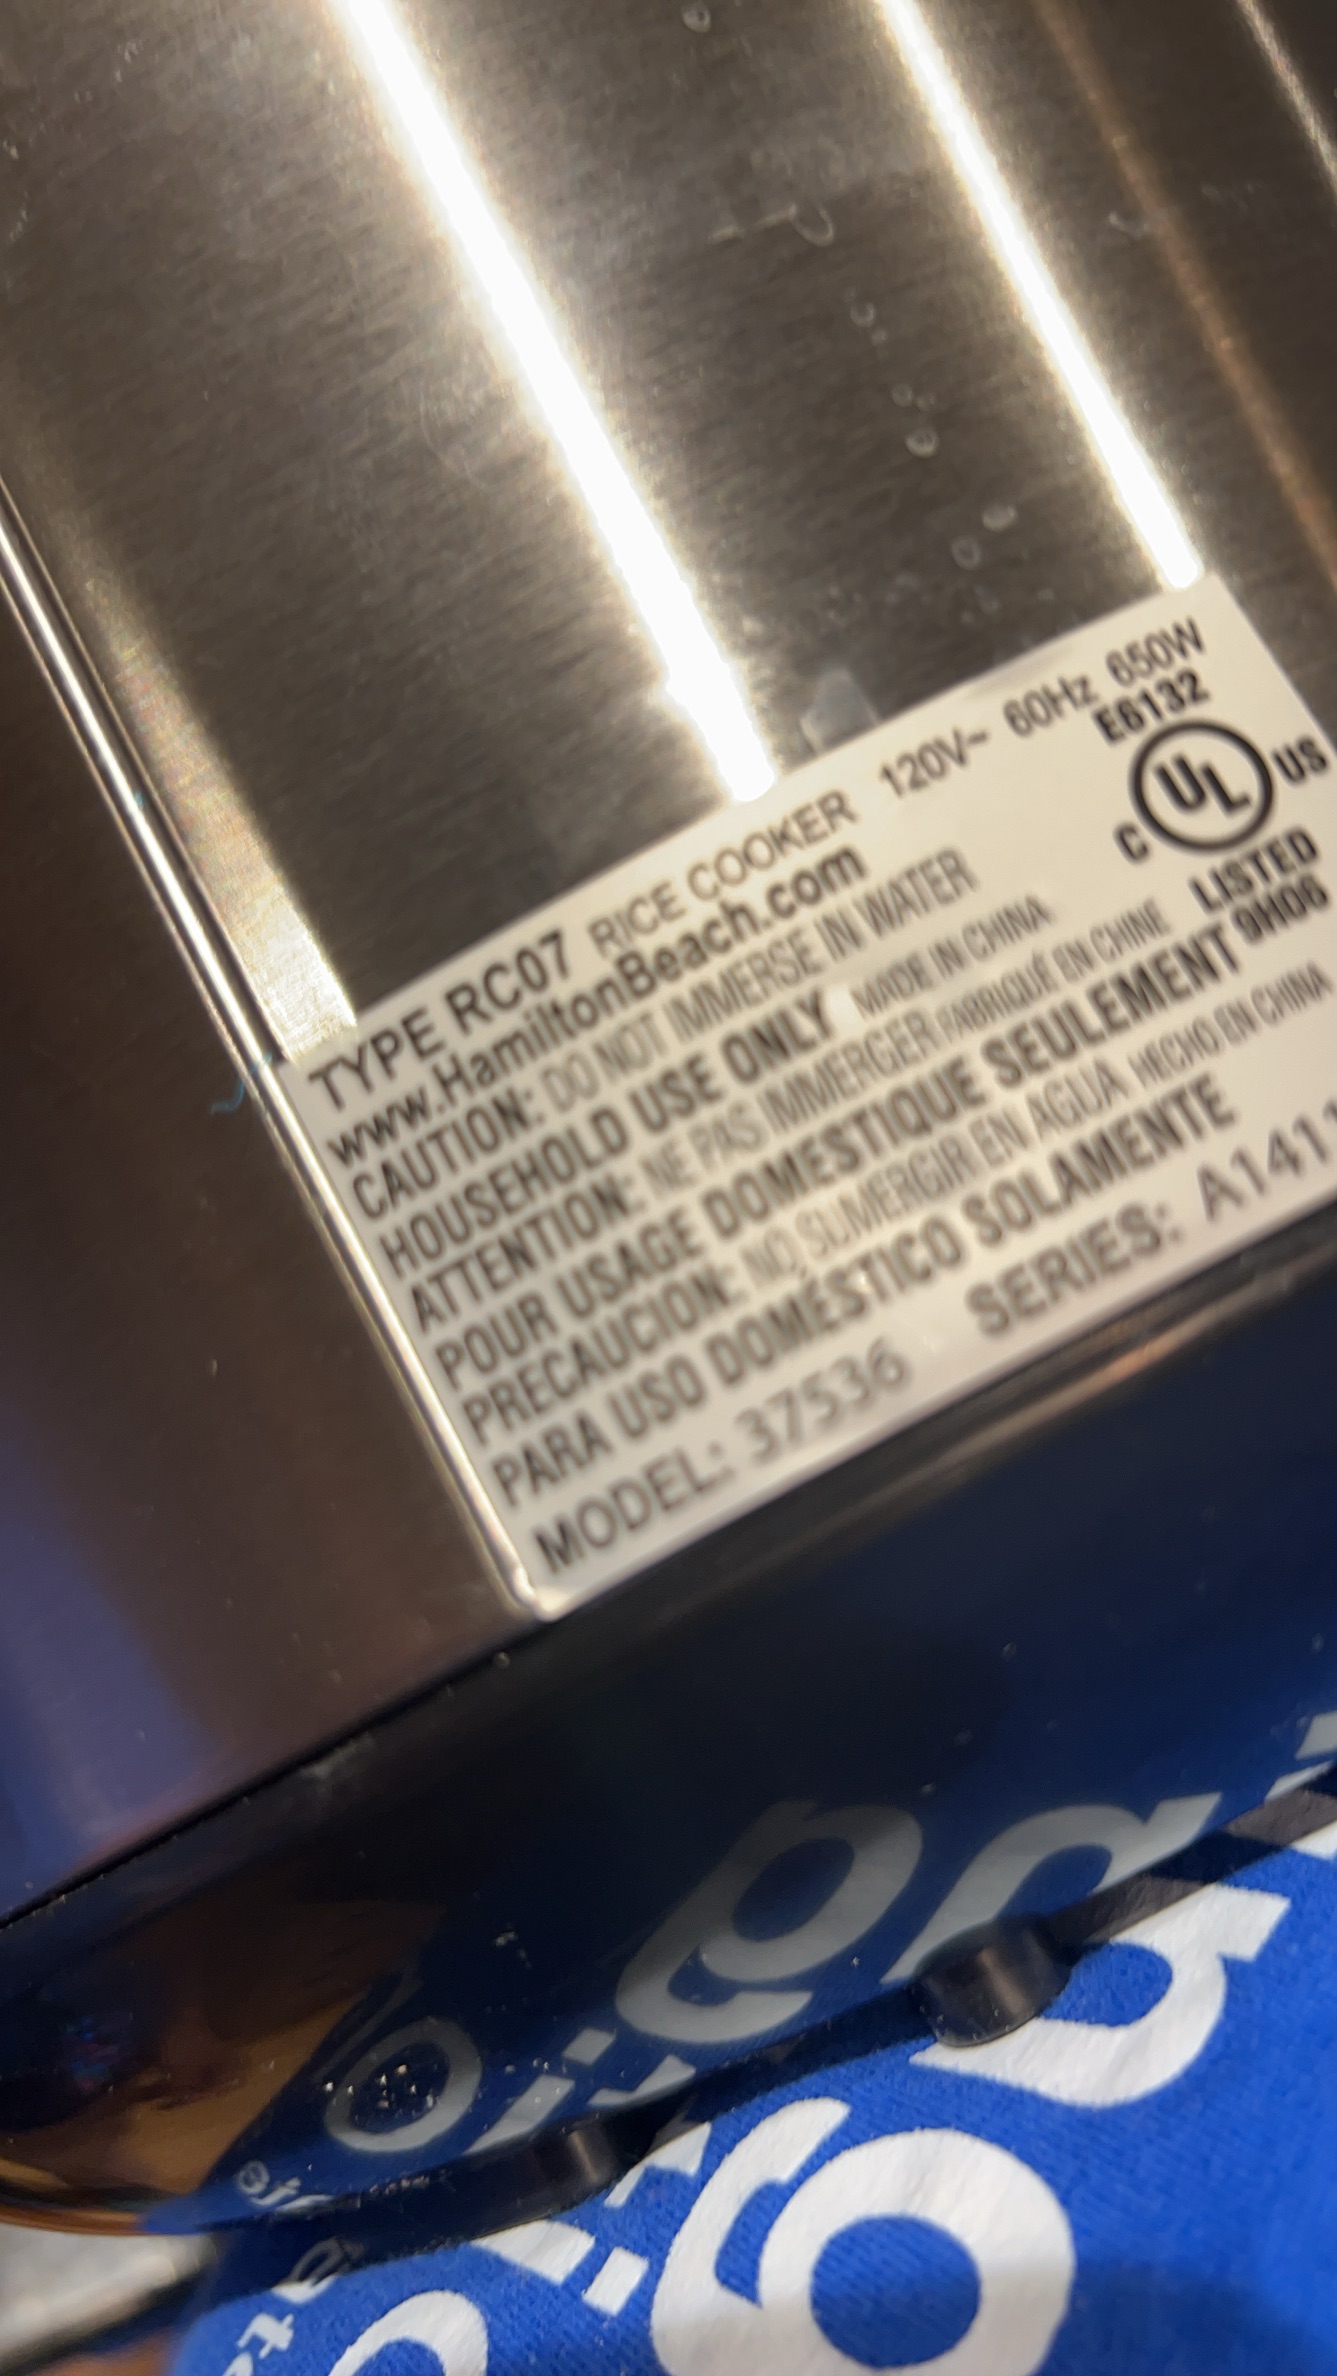 TYPE RC07 RICE COOKER 120V~ 60Hz 650W
www.HamiltonBeach.com E6132
CAUTION: DO NOT IMMERSE IN WATER C UL US
HOUSEHOLD USE ONLY MADE IN CHINA LISTED
ATTENTION: NE PAS IMMERGER FABRIQUÉ EN CHINE 9H06
POUR USAGE DOMESTIQUE SEULEMENT
PRECAUCION: NO SUMERGIR EN AGUA HECHO EN CHINA
PARA USO DOMÉSTICO SOLAMENTE
MODEL: 37536 SERIES: A141